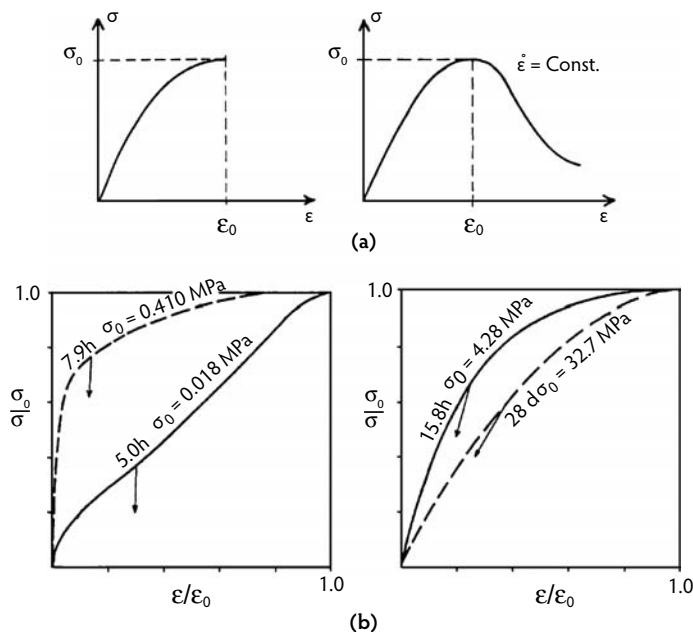 σ
σ₀
ε
ε₀
σ
σ₀
ε̊ = Const.
ε
ε₀
(a)
1.0
7.9h σ₀ = 0.410 MPa
5.0h σ₀ = 0.018 MPa
σ₀
σ
ε/ε₀
1.0
1.0
15.8h σ₀ = 4.28 MPa
28 d σ₀ = 32.7 MPa
σ₀
σ
ε/ε₀
1.0
(b)